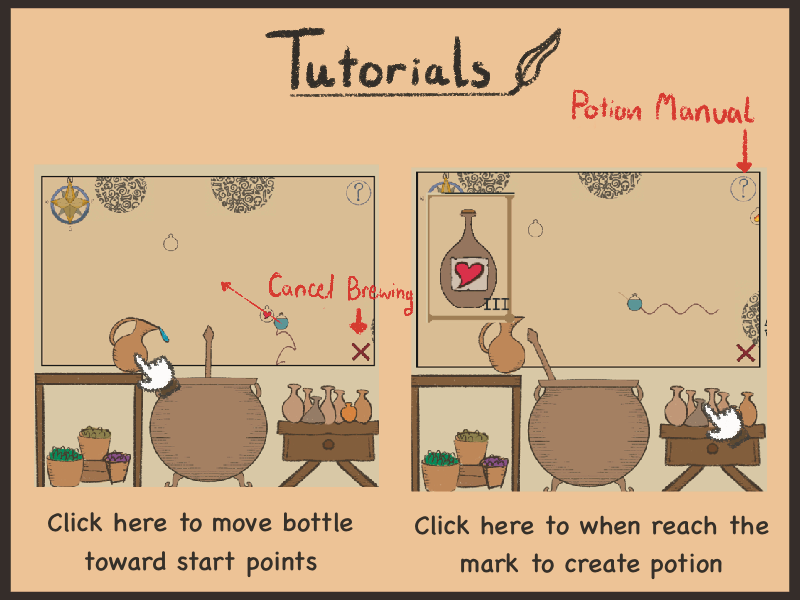 Tutorials
Potion Manual
?
?
Cancel Brewing
III
Click here to move bottle
toward start points
Click here to when reach the
mark to create potion